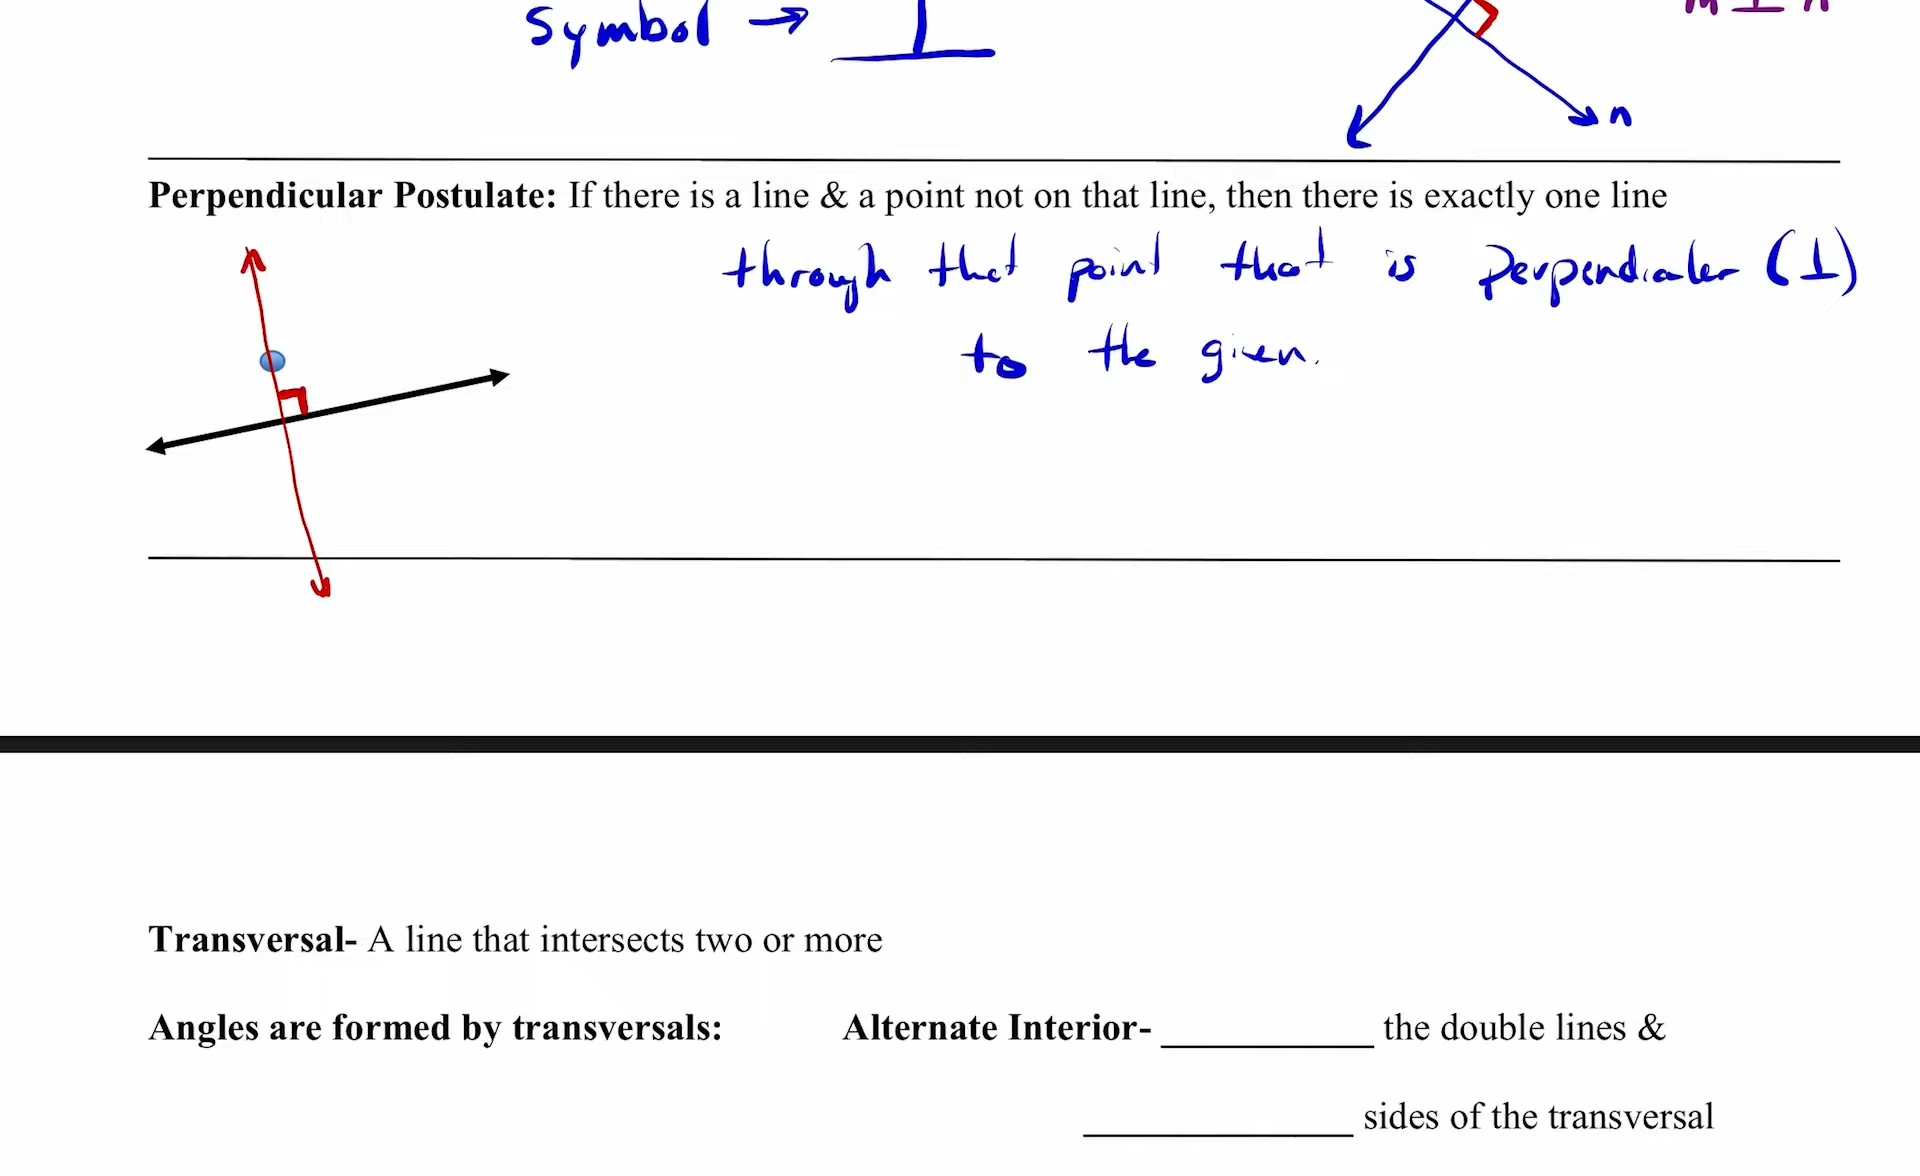 Symbol → ⊥
m ⊥ n
n
Perpendicular Postulate: If there is a line & a point not on that line, then there is exactly one line
through that point that is perpendicular (⊥)
to the given.
Transversal- A line that intersects two or more
Angles are formed by transversals:
Alternate Interior- __________ the double lines &
_____________ sides of the transversal